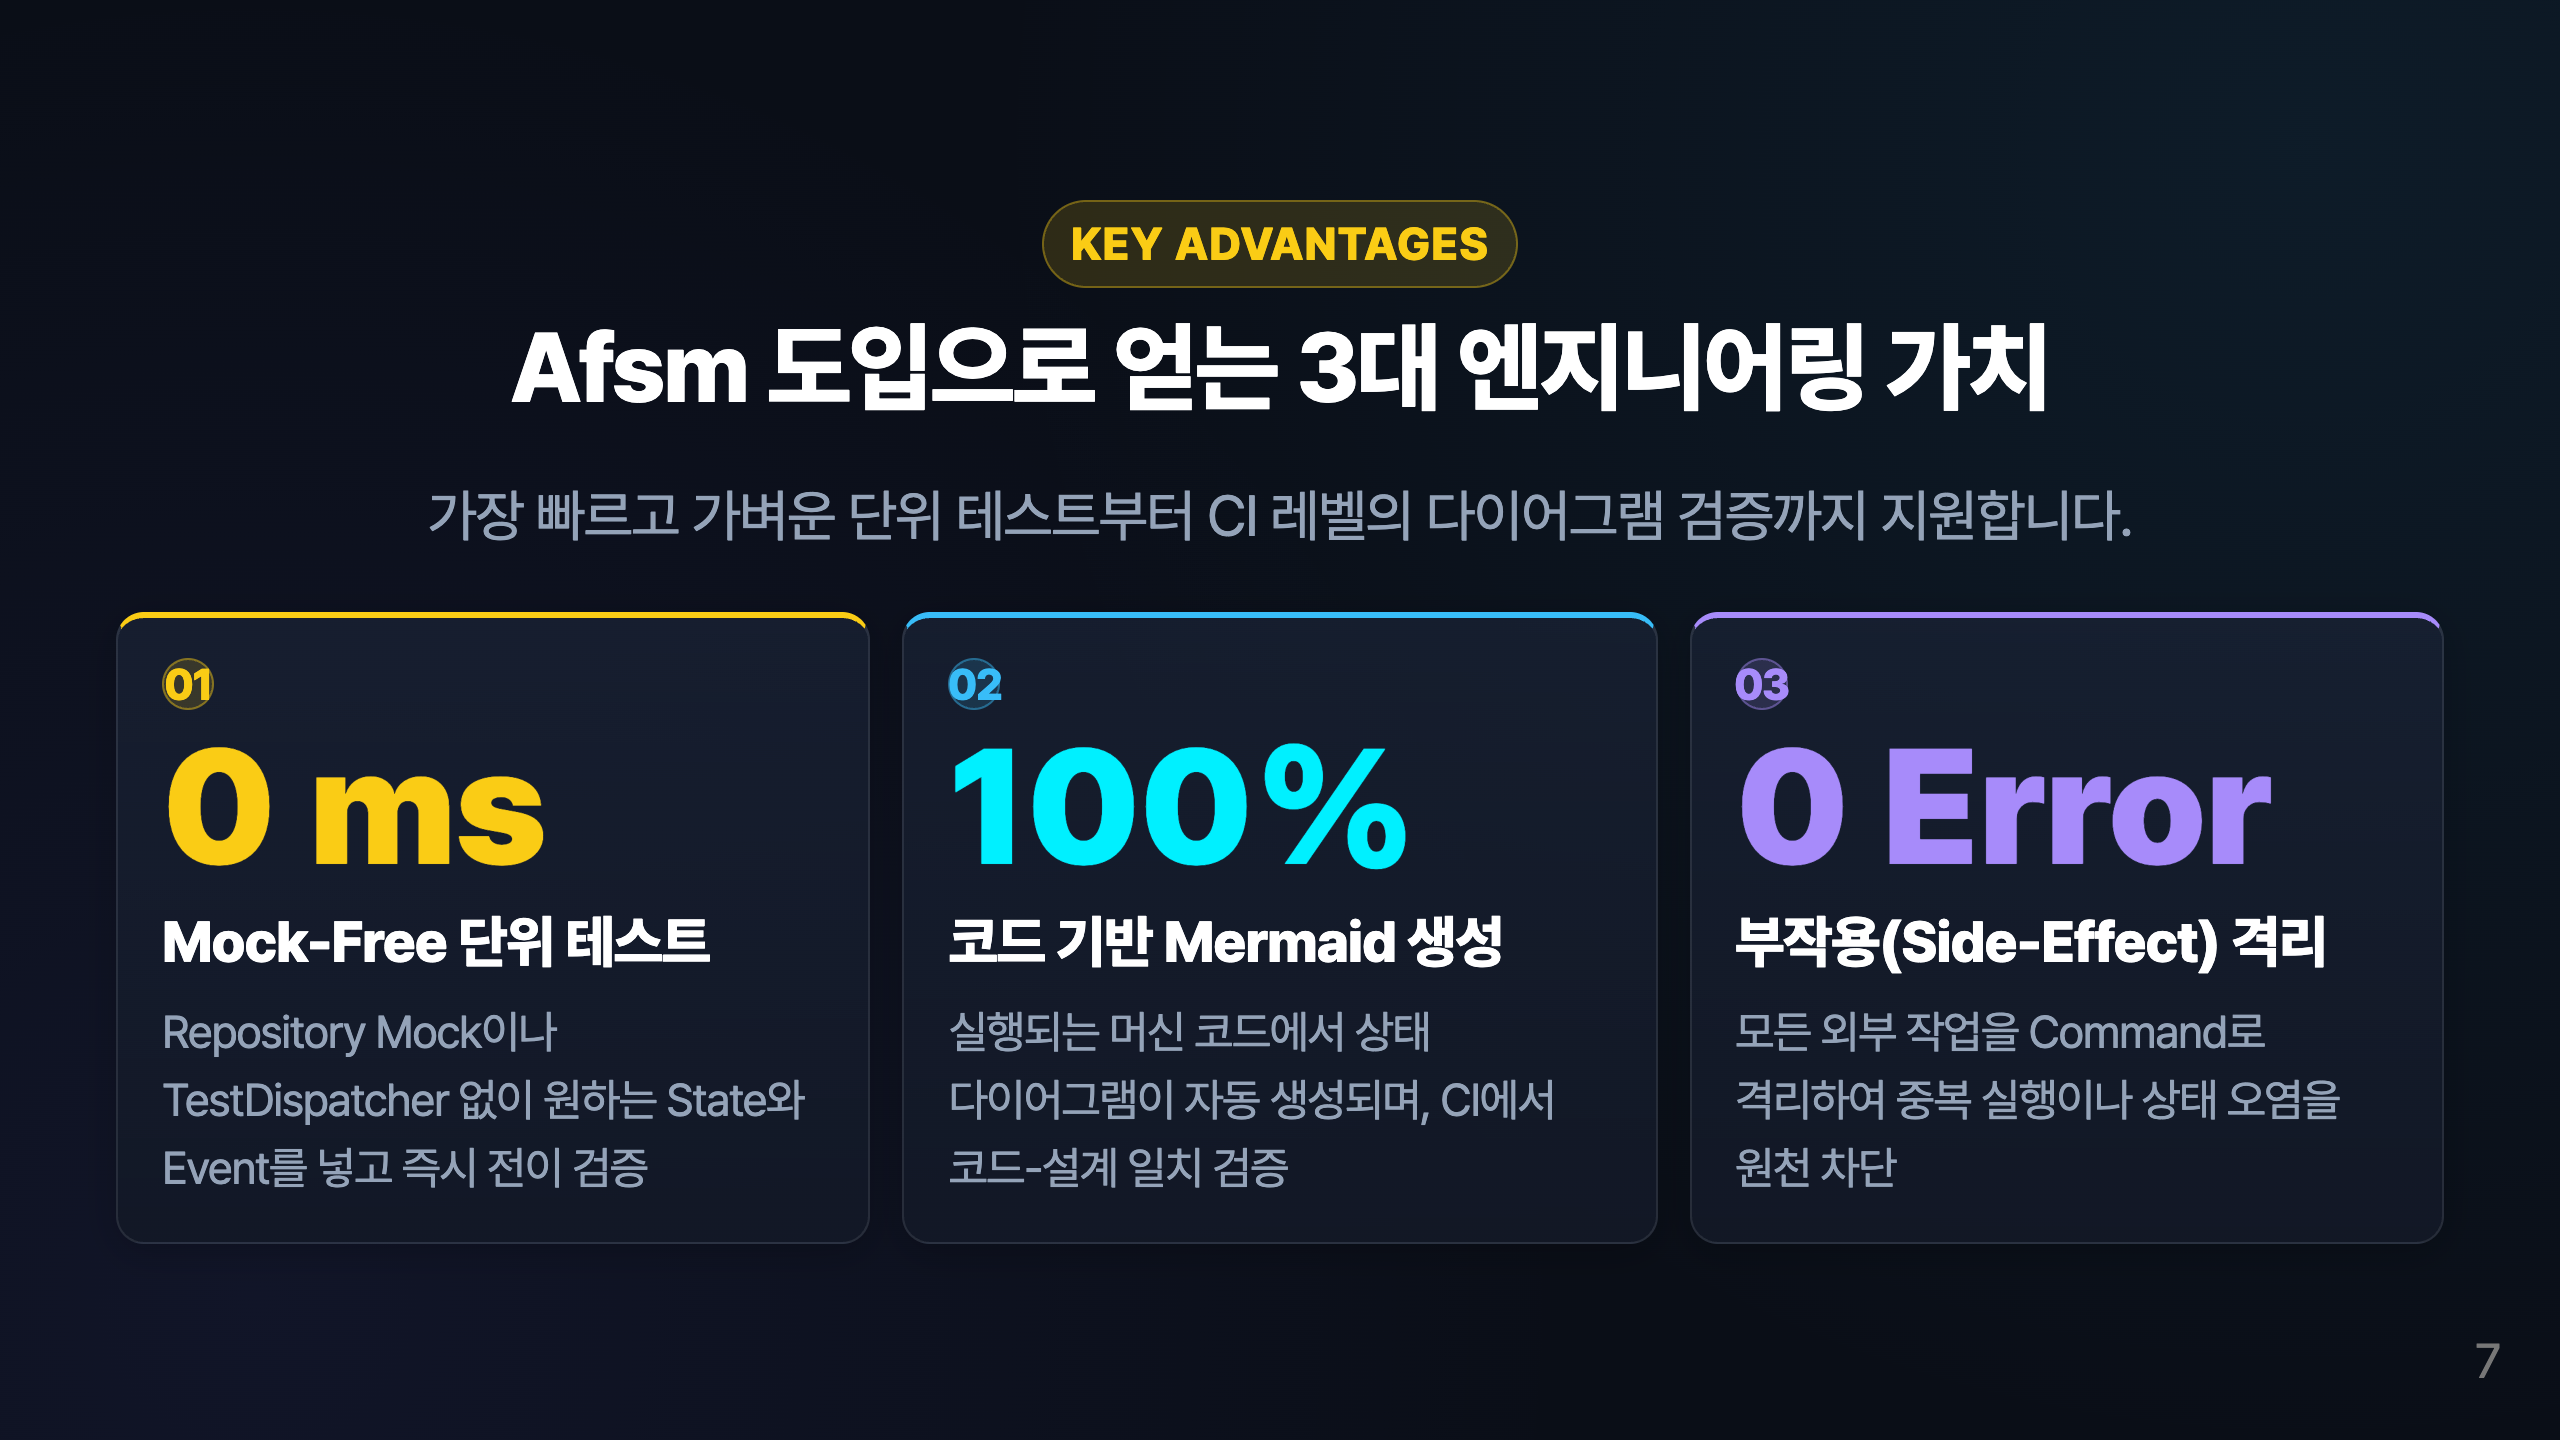 KEY ADVANTAGES
Afsm 도입으로 얻는 3대 엔지니어링 가치
가장 빠르고 가벼운 단위 테스트부터 CI 레벨의 다이어그램 검증까지 지원합니다.
01
0 ms
Mock-Free 단위 테스트
Repository Mock이나
TestDispatcher 없이 원하는 State와
Event를 넣고 즉시 전이 검증
02
100%
코드 기반 Mermaid 생성
실행되는 머신 코드에서 상태
다이어그램이 자동 생성되며, CI에서
코드-설계 일치 검증
03
0 Error
부작용(Side-Effect) 격리
모든 외부 작업을 Command로
격리하여 중복 실행이나 상태 오염을
원천 차단
7